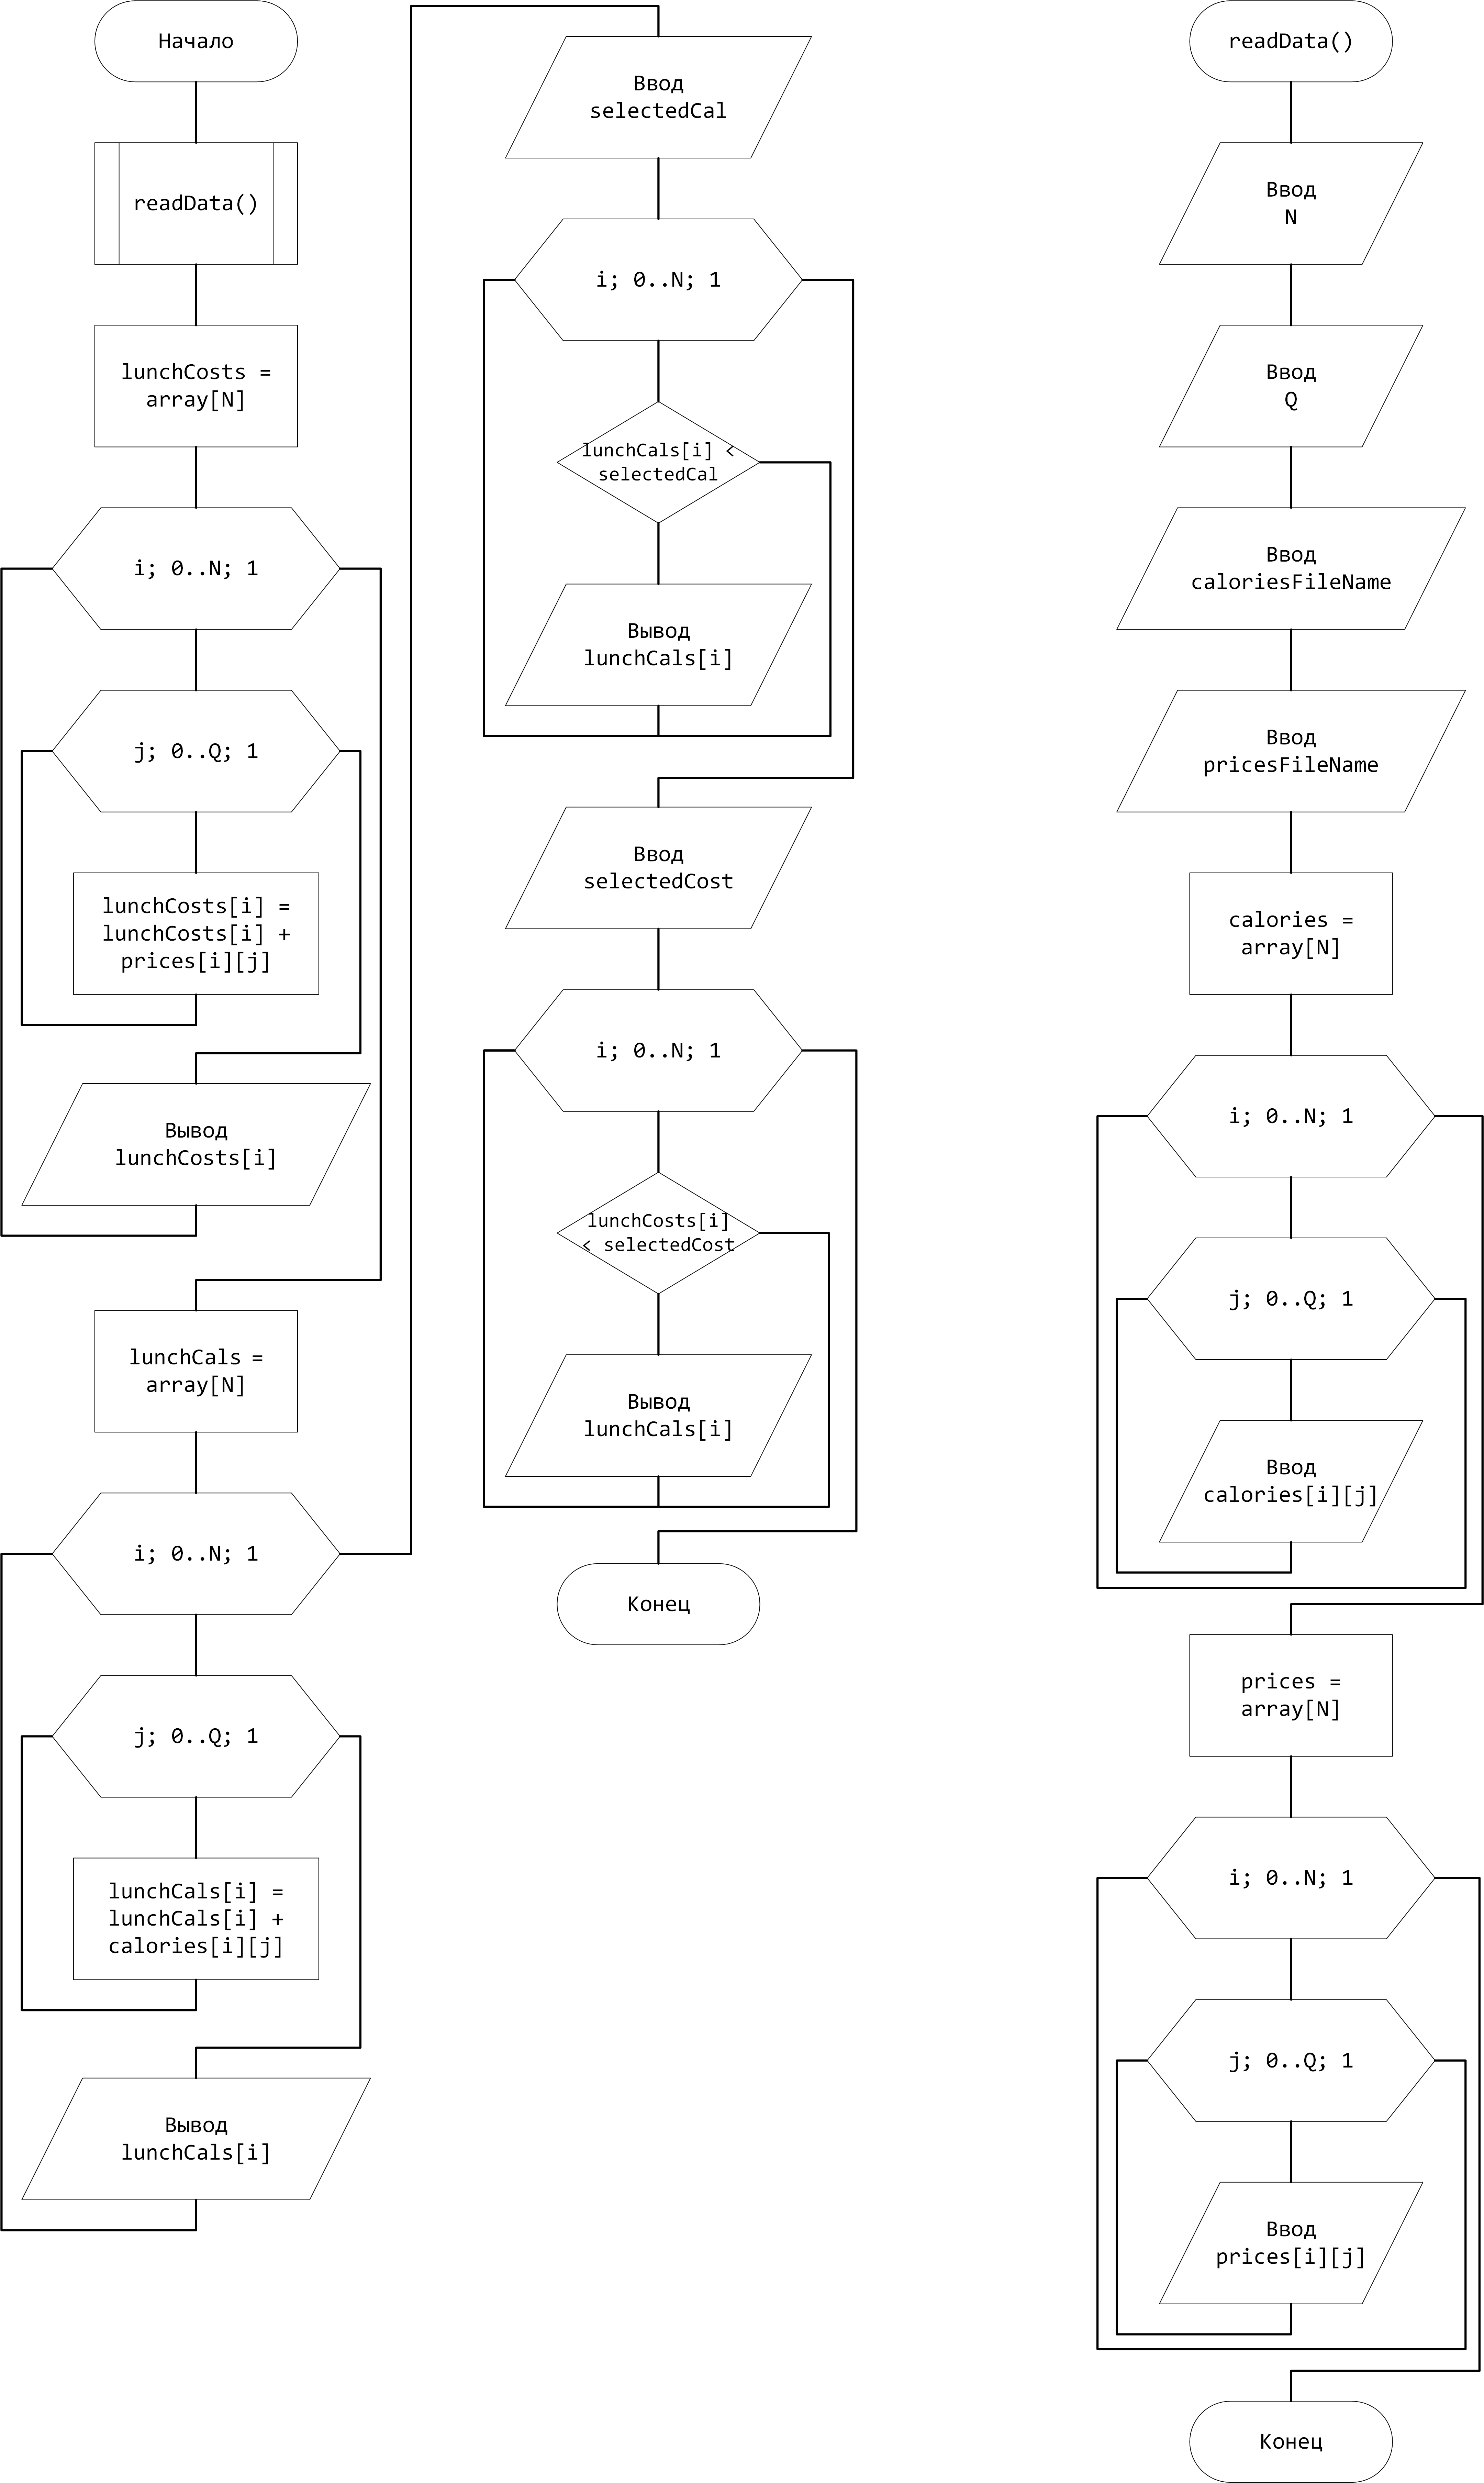 Начало
readData()
lunchCosts =
array[N]
i; 0..N; 1
j; 0..Q; 1
lunchCosts[i] =
lunchCosts[i] +
prices[i][j]
Вывод
lunchCosts[i]
lunchCals =
array[N]
i; 0..N; 1
j; 0..Q; 1
lunchCals[i] =
lunchCals[i] +
calories[i][j]
Вывод
lunchCals[i]
Ввод
selectedCal
i; 0..N; 1
lunchCals[i] <
selectedCal
Вывод
lunchCals[i]
Ввод
selectedCost
i; 0..N; 1
lunchCosts[i]
< selectedCost
Вывод
lunchCals[i]
Конец
readData()
Ввод
N
Ввод
Q
Ввод
caloriesFileName
Ввод
pricesFileName
calories =
array[N]
i; 0..N; 1
j; 0..Q; 1
Ввод
calories[i][j]
prices =
array[N]
i; 0..N; 1
j; 0..Q; 1
Ввод
prices[i][j]
Конец